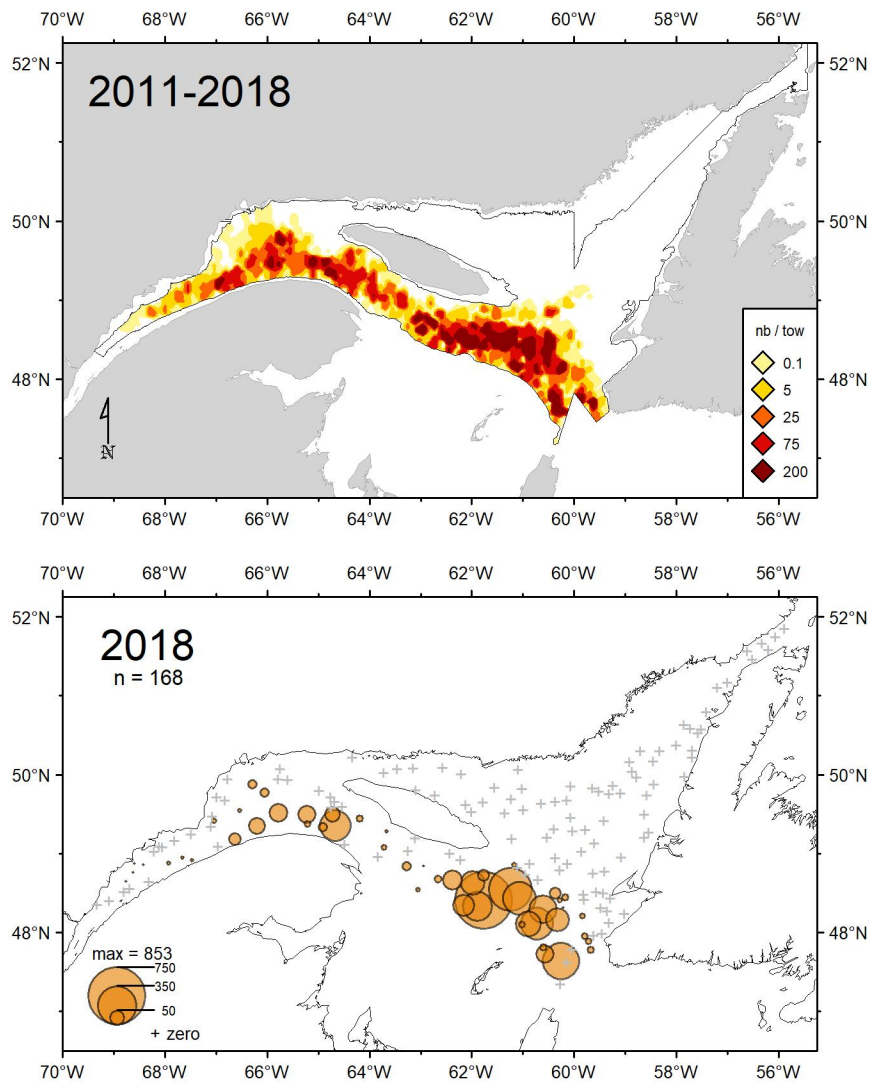 70°W 68°W 66°W 64°W 62°W 60°W 58°W 56°W
52°N 52°N
2011-2018
50°N 50°N
nb / tow
0.1
5
48°N 48°N
25
75
N
200
70°W 68°W 66°W 64°W 62°W 60°W 58°W 56°W
70°W 68°W 66°W 64°W 62°W 60°W 58°W 56°W
52°N 52°N
2018
n = 168
50°N 50°N
48°N 48°N
max = 853
750
350
50
+ zero
70°W 68°W 66°W 64°W 62°W 60°W 58°W 56°W